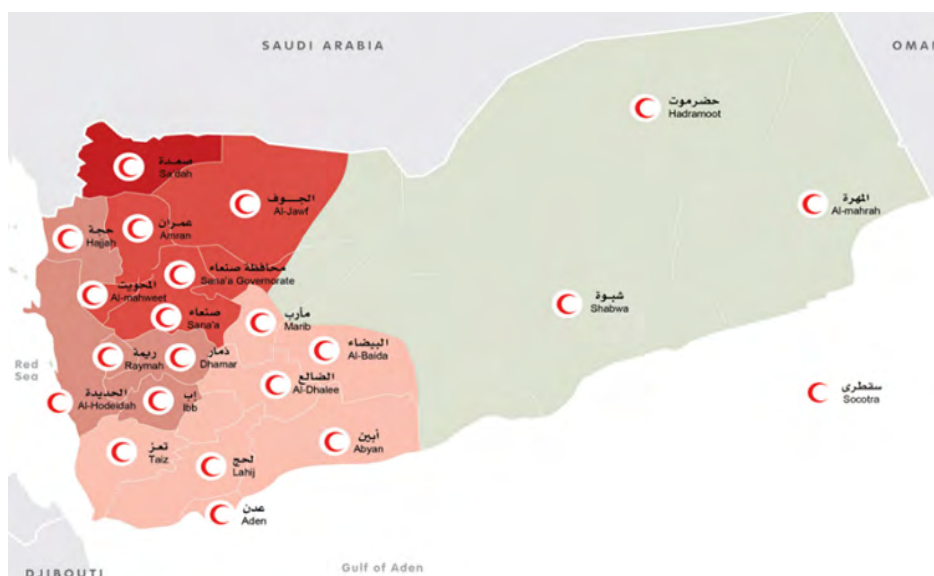 SAUDI ARABIA
OMA
حضرموت
Hadramoot
صعدة
Sa'dah
الجـــوف
Al-Jawf
المهرة
Al-mahrah
عمران
Amran
حجة
Hajjah
محافظة صنعاء
Sana'a Governorate
المحويت
Al-mahweet
شبوة
Shabwa
صنعاء
Sana'a
مأرب
Marib
البيضاء
Al-Baida
ريمة
Raymah
ذمار
Dhamar
Red
Sea
الضالع
Al-Dhalee
سقطرى
Socotra
الحديدة
Al-Hodeidah
إب
Ibb
أبين
Abyan
تعز
Taiz
لحج
Lahij
عدن
Aden
Gulf of Aden
DJIBOUTI